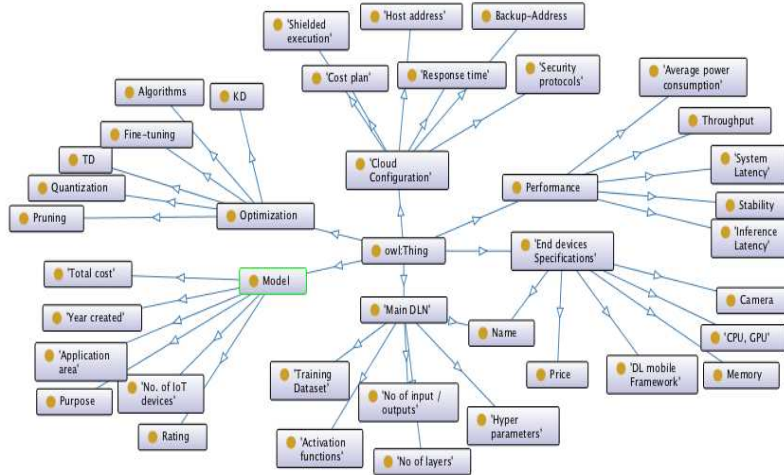 'Shielded
execution'
'Host address'
Backup-Address
'Cost plan'
'Response time'
'Security
protocols'
'Average power
consumption'
Algorithms
KD
Throughput
Fine-tuning
TD
'System
Latency'
Quantization
'Cloud
Configuration'
Performance
Stability
Pruning
Optimization
'Inference
Latency'
owl:Thing
'End devices
Specifications'
'Total cost'
Model
Camera
'Year created'
'Main DLN'
Name
'CPU, GPU'
'Application
area'
'Training
Dataset'
Price
'DL mobile
Framework'
Memory
Purpose
'No. of IoT
devices'
'No of input /
outputs'
'Hyper
parameters'
Rating
'Activation
functions'
'No of layers'